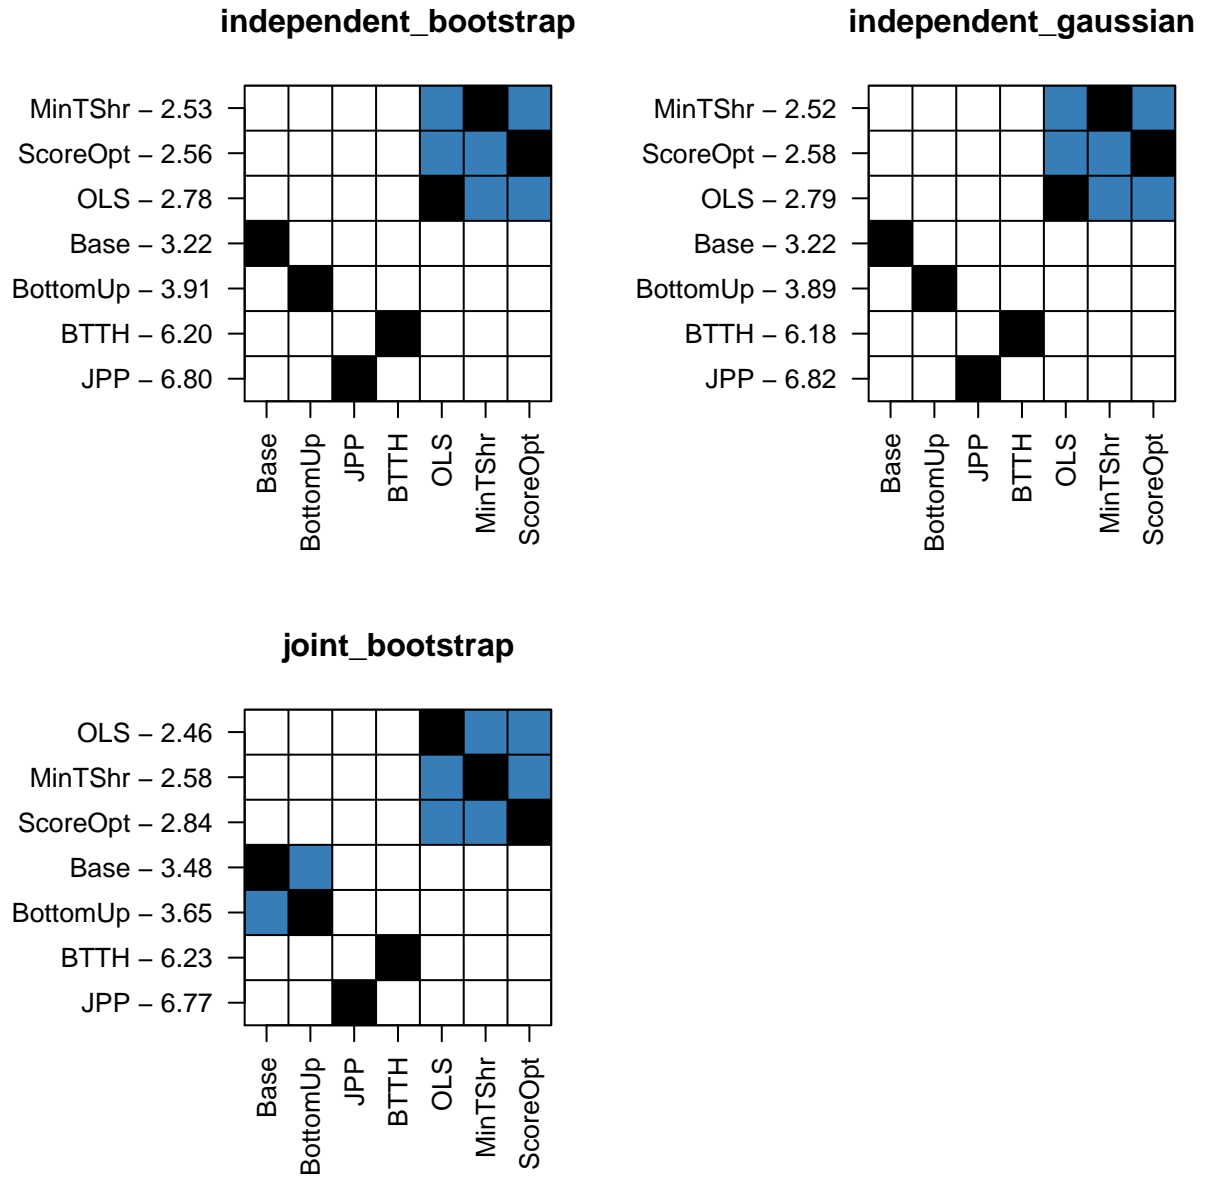 independent_bootstrap
MinTShr − 2.53
ScoreOpt − 2.56
OLS − 2.78
Base − 3.22
BottomUp − 3.91
BTTH − 6.20
JPP − 6.80
Base
BottomUp
JPP
BTTH
OLS
MinTShr
ScoreOpt
independent_gaussian
MinTShr − 2.52
ScoreOpt − 2.58
OLS − 2.79
Base − 3.22
BottomUp − 3.89
BTTH − 6.18
JPP − 6.82
Base
BottomUp
JPP
BTTH
OLS
MinTShr
ScoreOpt
joint_bootstrap
OLS − 2.46
MinTShr − 2.58
ScoreOpt − 2.84
Base − 3.48
BottomUp − 3.65
BTTH − 6.23
JPP − 6.77
Base
BottomUp
JPP
BTTH
OLS
MinTShr
ScoreOpt